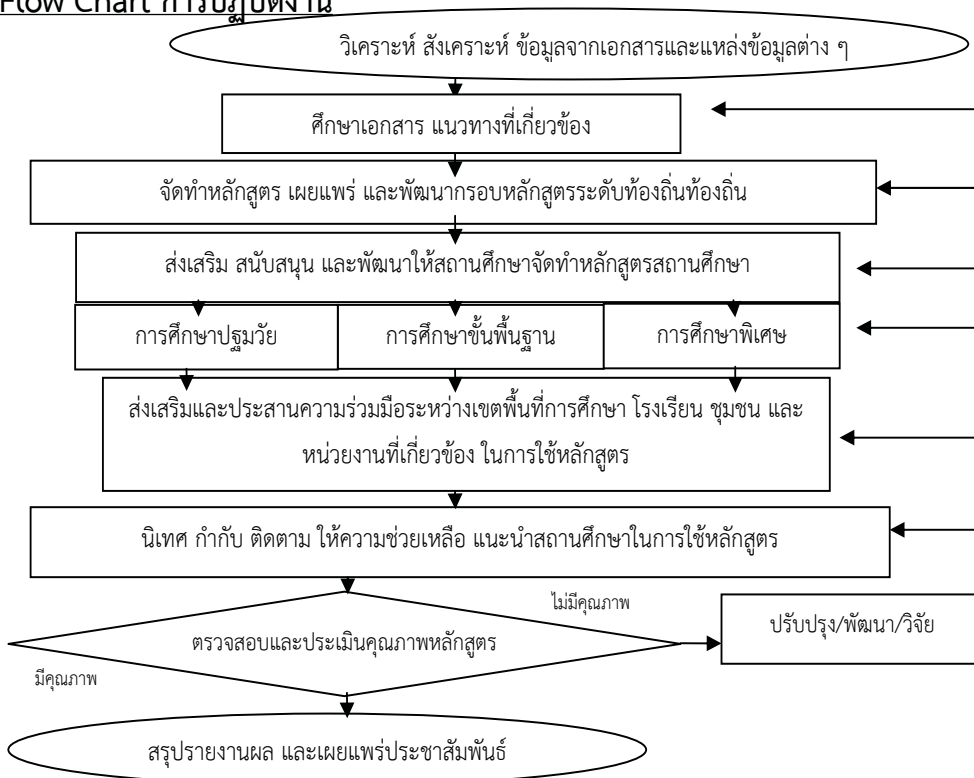 Flow Chart การปฏิบัติงาน
วิเคราะห์ สังเคราะห์ ข้อมูลจากเอกสารและแหล่งข้อมูลต่าง ๆ
ศึกษาเอกสาร แนวทางที่เกี่ยวข้อง
จัดทำหลักสูตร เผยแพร่ และพัฒนากรอบหลักสูตรระดับท้องถิ่นท้องถิ่น
ส่งเสริม สนับสนุน และพัฒนาให้สถานศึกษาจัดทำหลักสูตรสถานศึกษา
การศึกษาปฐมวัย
การศึกษาขั้นพื้นฐาน
การศึกษาพิเศษ
ส่งเสริมและประสานความร่วมมือระหว่างเขตพื้นที่การศึกษา โรงเรียน ชุมชน และ
หน่วยงานที่เกี่ยวข้อง ในการใช้หลักสูตร
นิเทศ กำกับ ติดตาม ให้ความช่วยเหลือ แนะนำสถานศึกษาในการใช้หลักสูตร
ไม่มีคุณภาพ
ปรับปรุง/พัฒนา/วิจัย
ตรวจสอบและประเมินคุณภาพหลักสูตร
มีคุณภาพ
สรุปรายงานผล และเผยแพร่ประชาสัมพันธ์